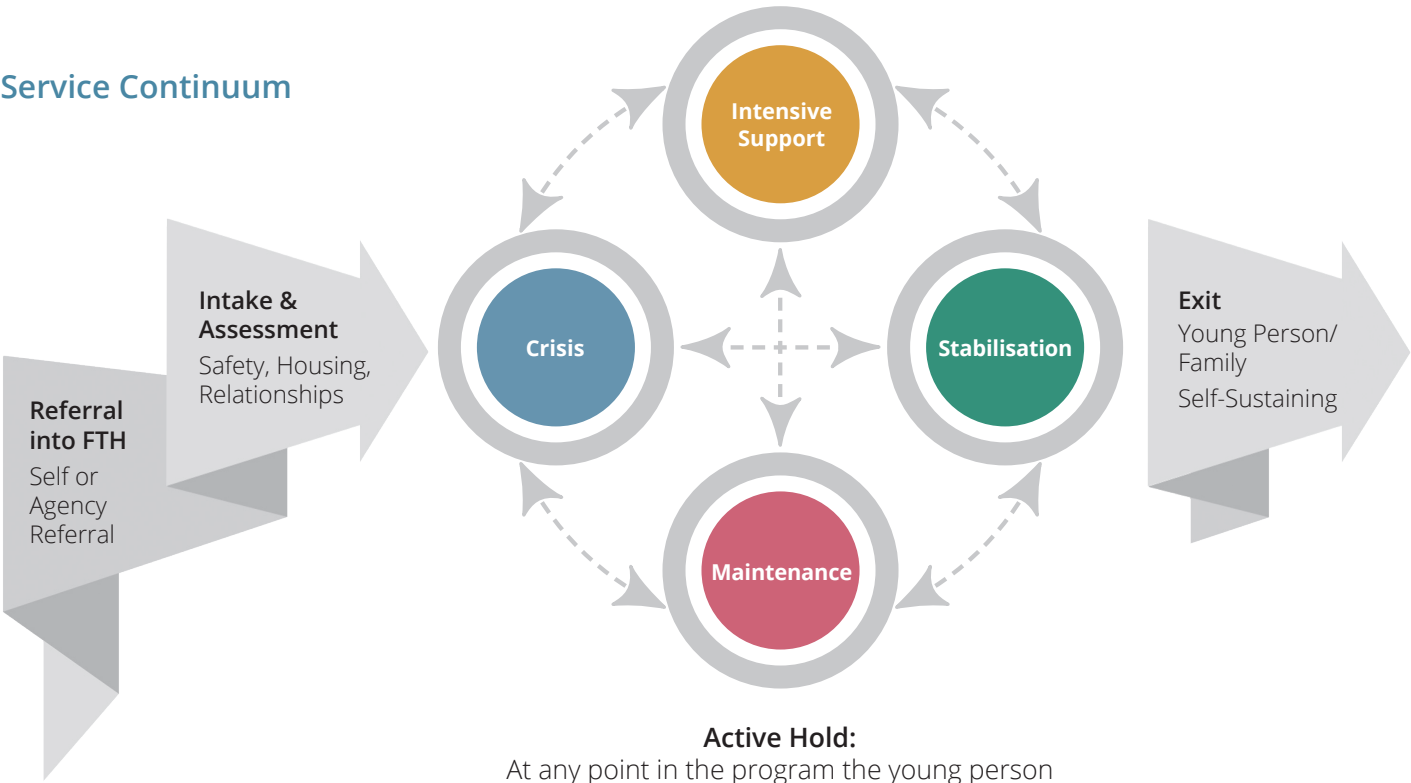 Service Continuum
Referral
into FTH
Self or
Agency
Referral
Intake &
Assessment
Safety, Housing,
Relationships
Crisis
Intensive
Support
Stabilisation
Maintenance
Exit
Young Person/
Family
Self-Sustaining
Active Hold:
At any point in the program the young person